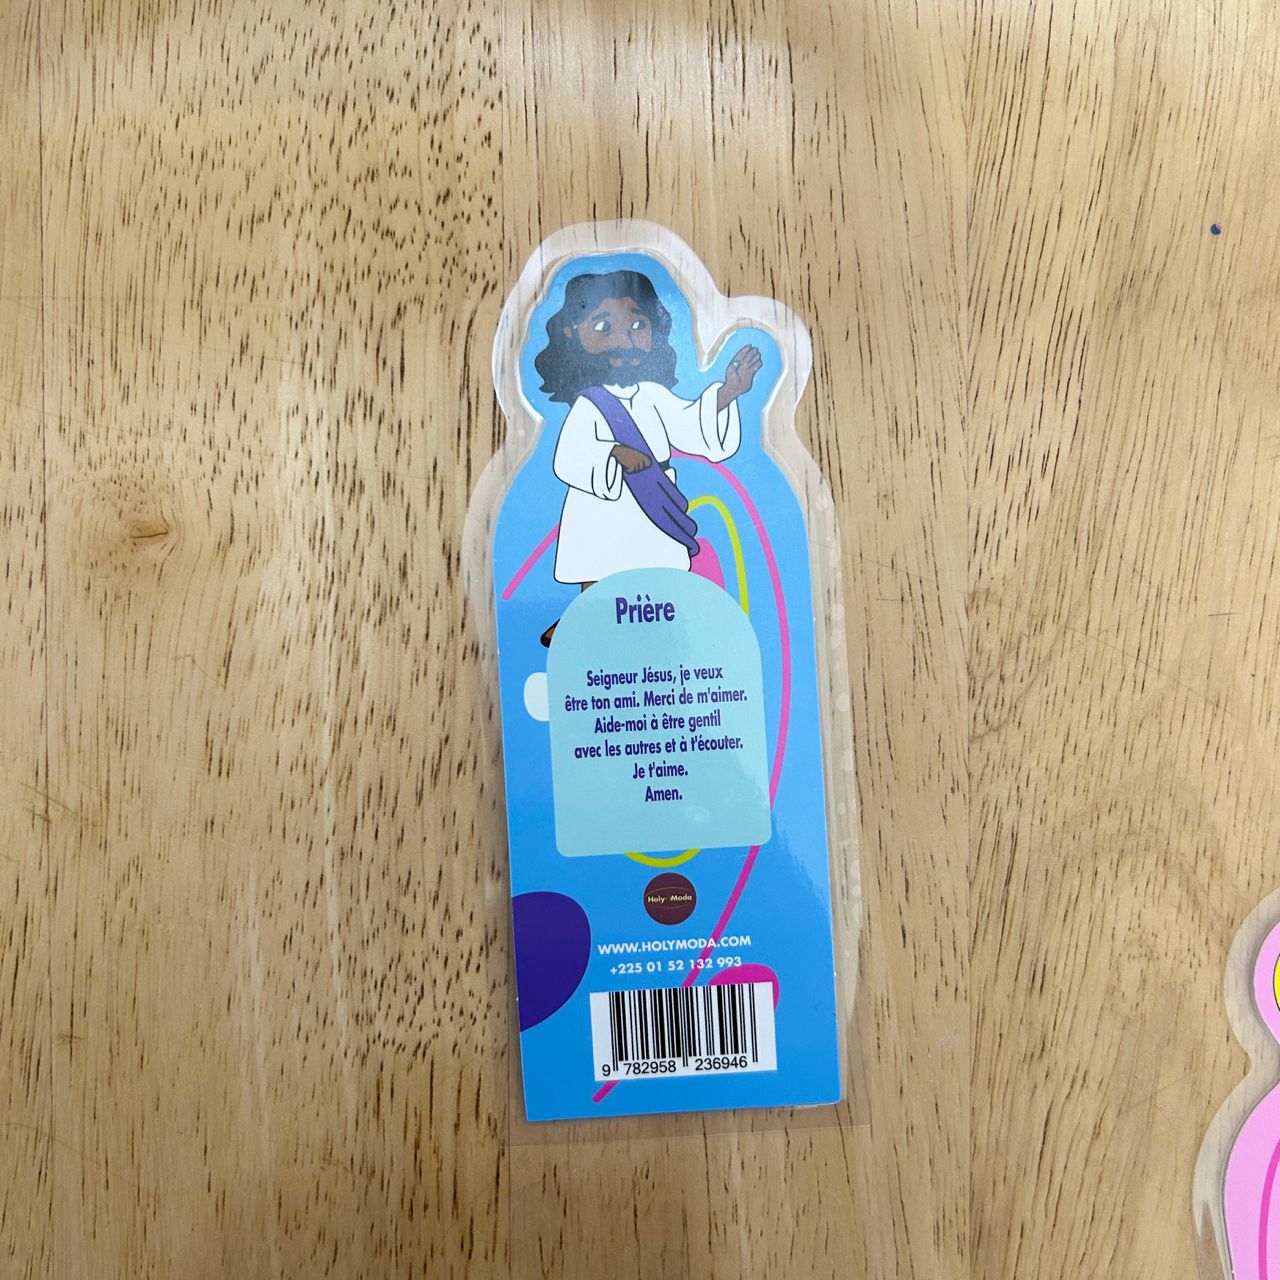 Prière
Seigneur Jésus, je veux
être ton ami. Merci de m'aimer.
Aide-moi à être gentil
avec les autres et à t'écouter.
Je t'aime.
Amen.
Holy Moda
WWW.HOLYMODA.COM
+225 01 52 132 993
9 782958 236946